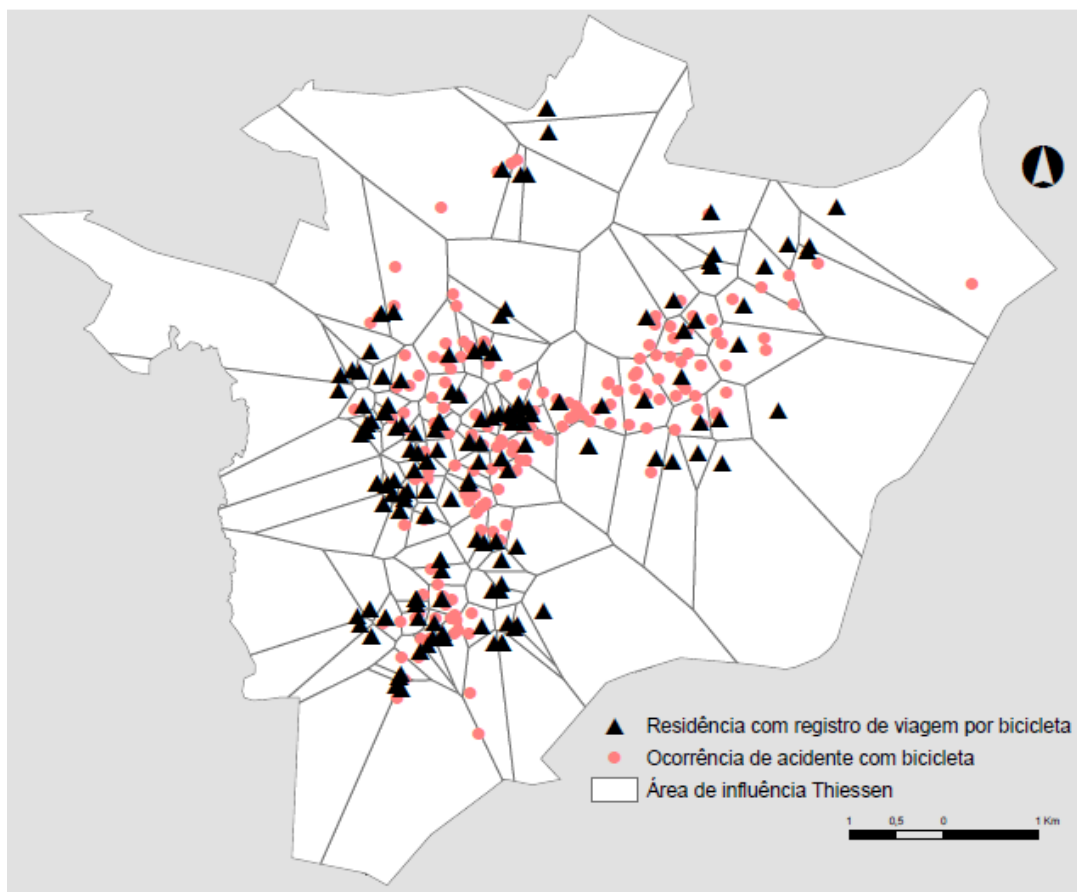 Residência com registro de viagem por bicicleta
Ocorrência de acidente com bicicleta
Área de influência Thiessen
1 0,5 0 1 Km